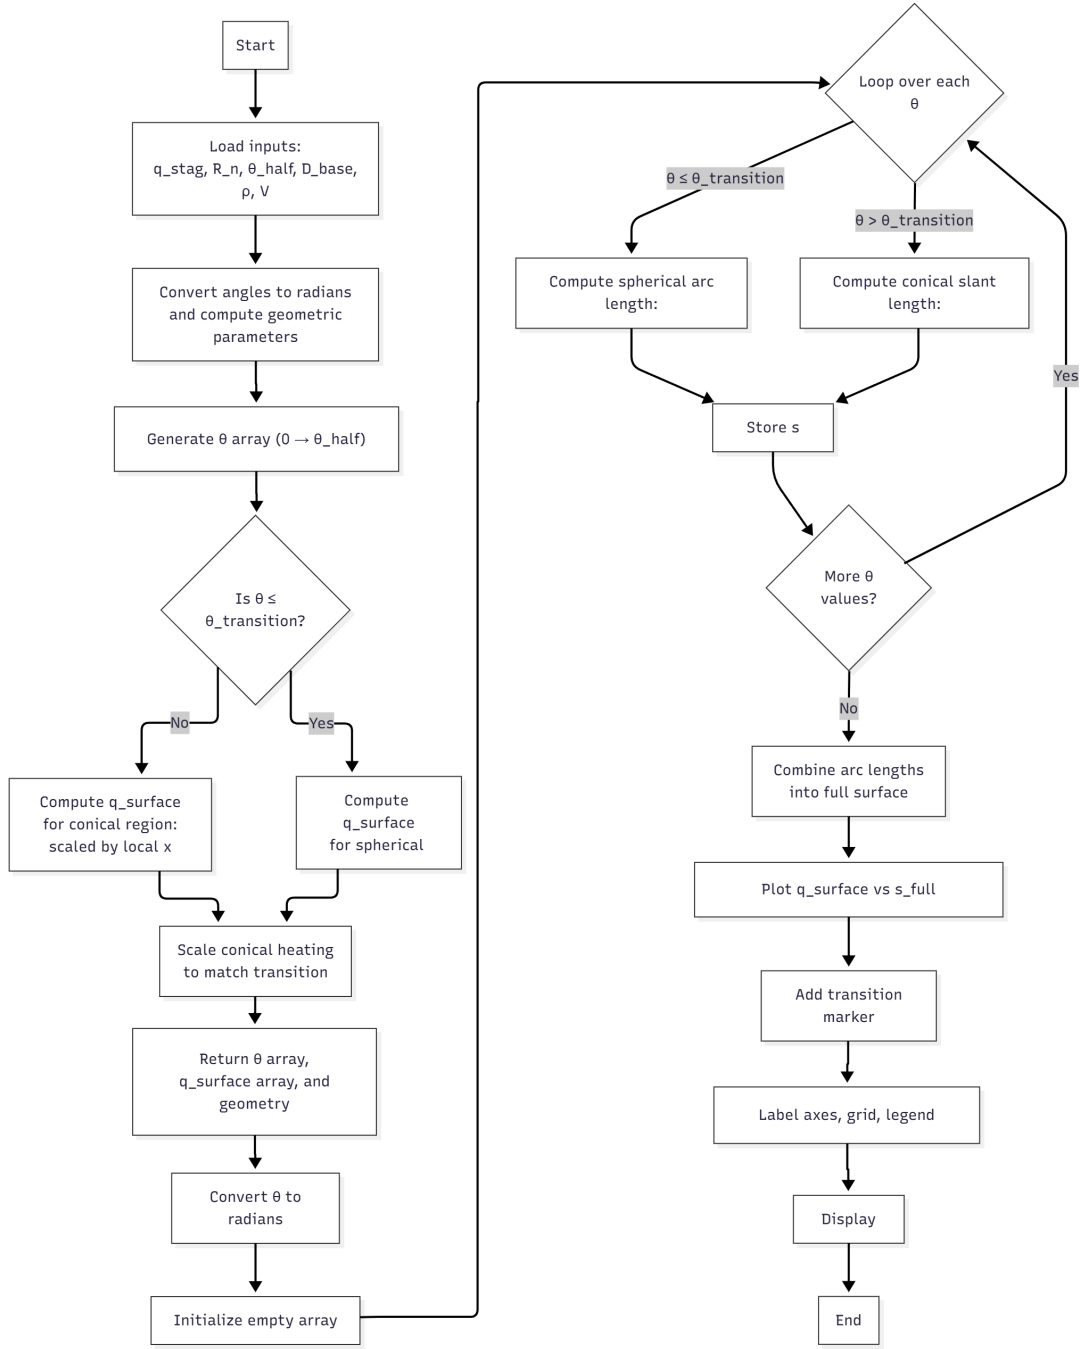 Start
Load inputs:
q_stag, R_n, θ_half, D_base,
ρ, V
Convert angles to radians
and compute geometric
parameters
Generate θ array (0 → θ_half)
Is θ ≤
θ_transition?
No
Yes
Compute q_surface
for conical region:
scaled by local x
Compute
q_surface
for spherical
Scale conical heating
to match transition
Return θ array,
q_surface array, and
geometry
Convert θ to
radians
Initialize empty array
Loop over each
θ
θ ≤ θ_transition
θ > θ_transition
Compute spherical arc
length:
Compute conical slant
length:
Yes
Store s
More θ
values?
No
Combine arc lengths
into full surface
Plot q_surface vs s_full
Add transition
marker
Label axes, grid, legend
Display
End